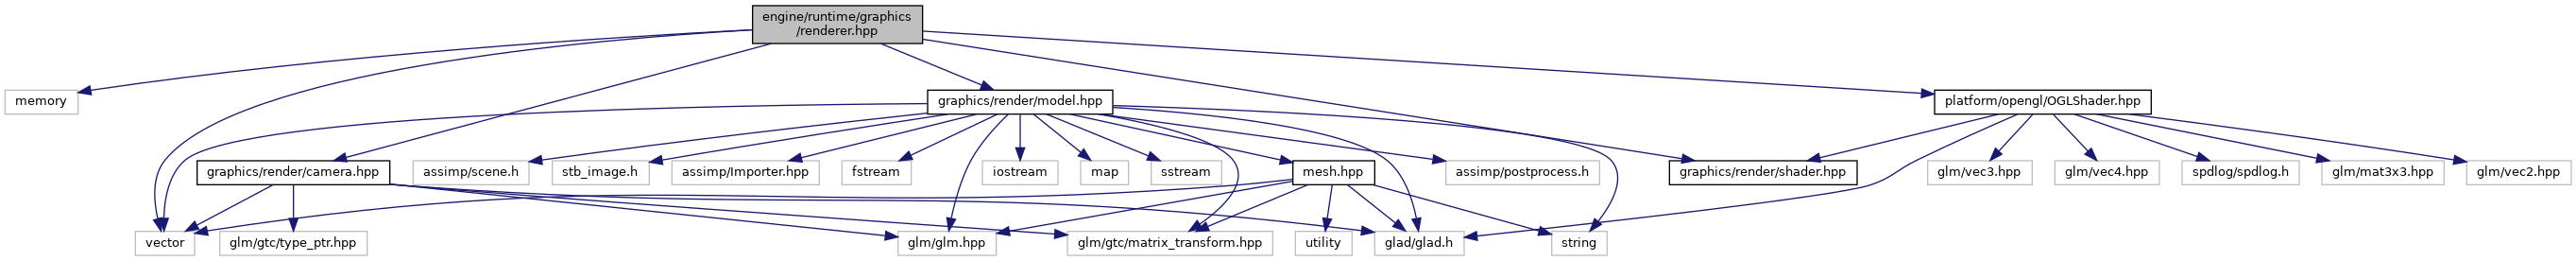 engine/runtime/graphics
/renderer.hpp
memory
graphics/render/model.hpp
platform/opengl/OGLShader.hpp
graphics/render/camera.hpp
assimp/scene.h
stb_image.h
assimp/Importer.hpp
fstream
iostream
map
sstream
mesh.hpp
assimp/postprocess.h
graphics/render/shader.hpp
glm/vec3.hpp
glm/vec4.hpp
spdlog/spdlog.h
glm/mat3x3.hpp
glm/vec2.hpp
vector
glm/gtc/type_ptr.hpp
glm/glm.hpp
glm/gtc/matrix_transform.hpp
utility
glad/glad.h
string